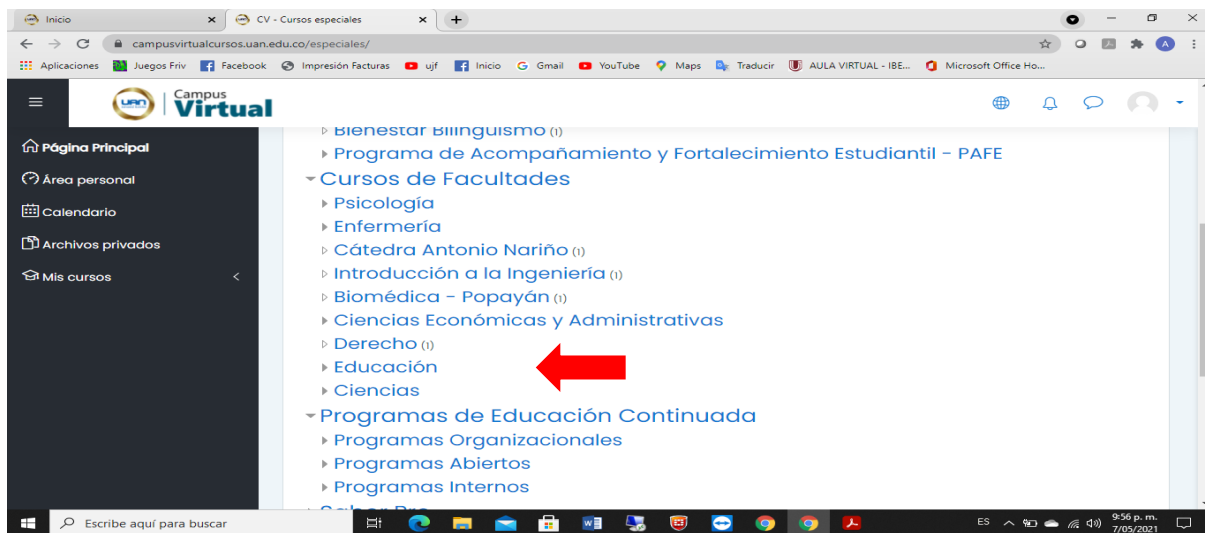 Inicio
CV - Cursos especiales
campusvirtualcursos.uan.edu.co/especiales/
Aplicaciones Juegos Friv Facebook Impresión Facturas ujf Inicio Gmail YouTube Maps Traducir AULA VIRTUAL - IBE... Microsoft Office Ho...
A
UAN Campus
Virtual
Página Principal
Área personal
Calendario
Archivos privados
Mis cursos
Bienestar Bilinguismo (1)
Programa de Acompañamiento y Fortalecimiento Estudiantil - PAFE
Cursos de Facultades
Psicología
Enfermería
Cátedra Antonio Nariño (1)
Introducción a la Ingeniería (1)
Biomédica - Popayán (1)
Ciencias Económicas y Administrativas
Derecho (1)
Educación
Ciencias
Programas de Educación Continuada
Programas Organizacionales
Programas Abiertos
Programas Internos
Saber Pro
Escribe aquí para buscar
ES
9:56 p. m.
7/05/2021